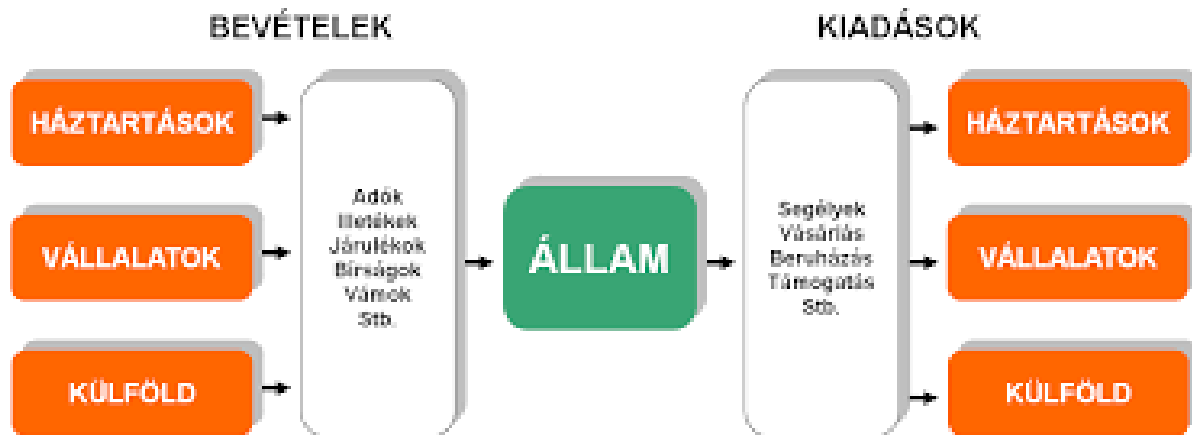 BEVÉTELEK
KIADÁSOK
HÁZTARTÁSOK
VÁLLALATOK
KÜLFÖLD
Adók
Illetékek
Járulékok
Bírságok
Vámok
Stb.
ÁLLAM
Segélyek
Vásárlás
Beruházás
Támogatás
Stb.
HÁZTARTÁSOK
VÁLLALATOK
KÜLFÖLD